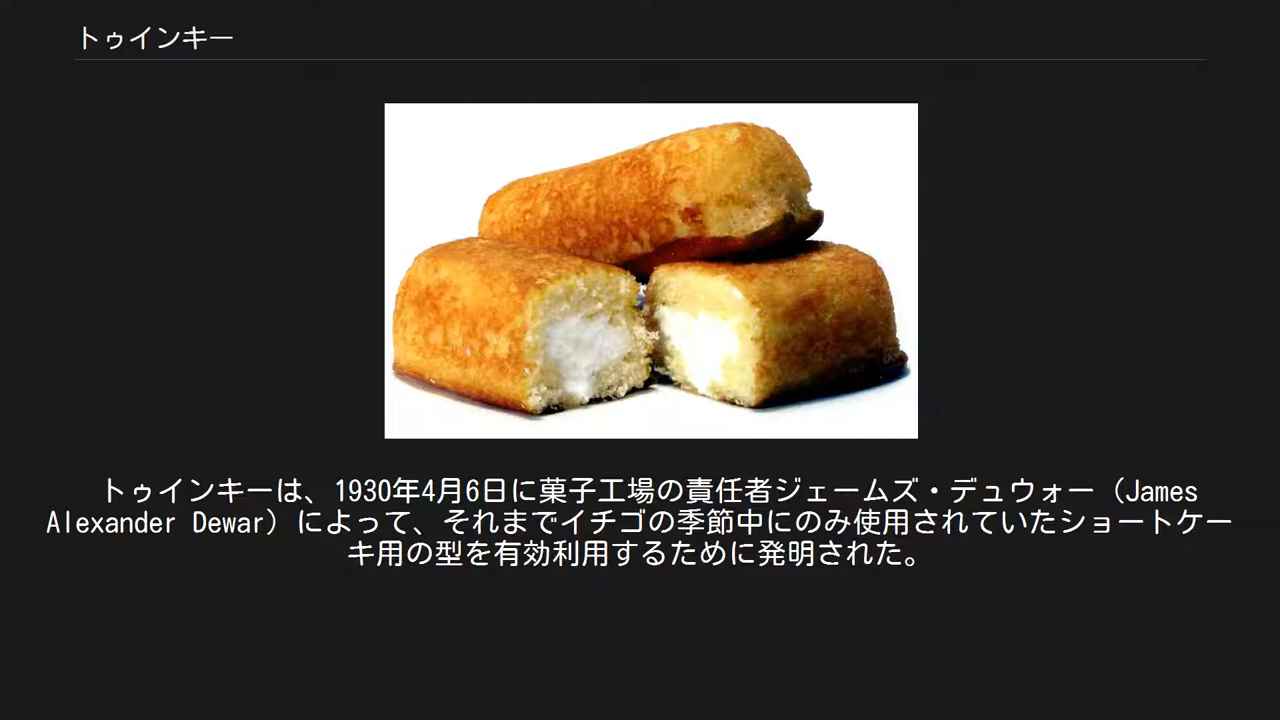 トゥインキー
トゥインキーは、1930年4月6日に菓子工場の責任者ジェームズ・デュウォー（James
Alexander Dewar）によって、それまでイチゴの季節中にのみ使用されていたショートケー
キ用の型を有効利用するために発明された。